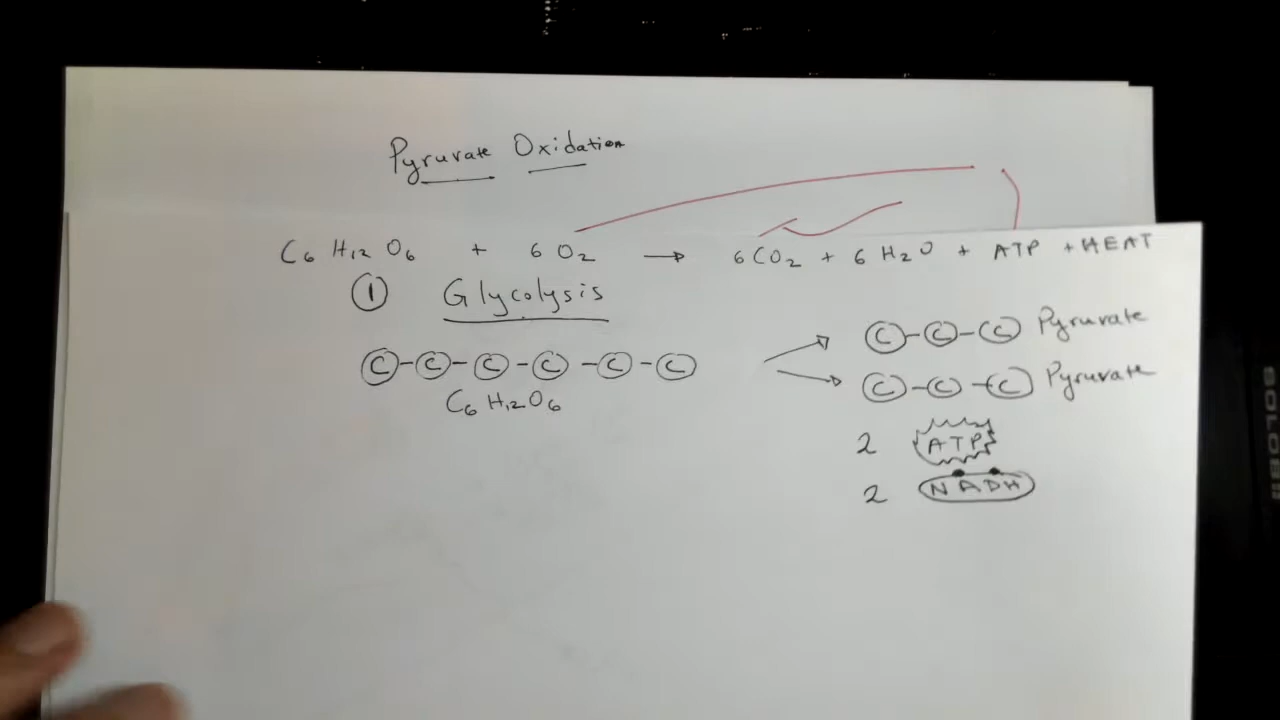 Pyruvate Oxidation
C6 H12 O6 + 6 O2 → 6 CO2 + 6 H2O + ATP + HEAT
① Glycolysis
C-C-C-C-C-C
C6 H12 O6
C-C-C Pyruvate
C-C-C Pyruvate
2 ATP
2 NADH